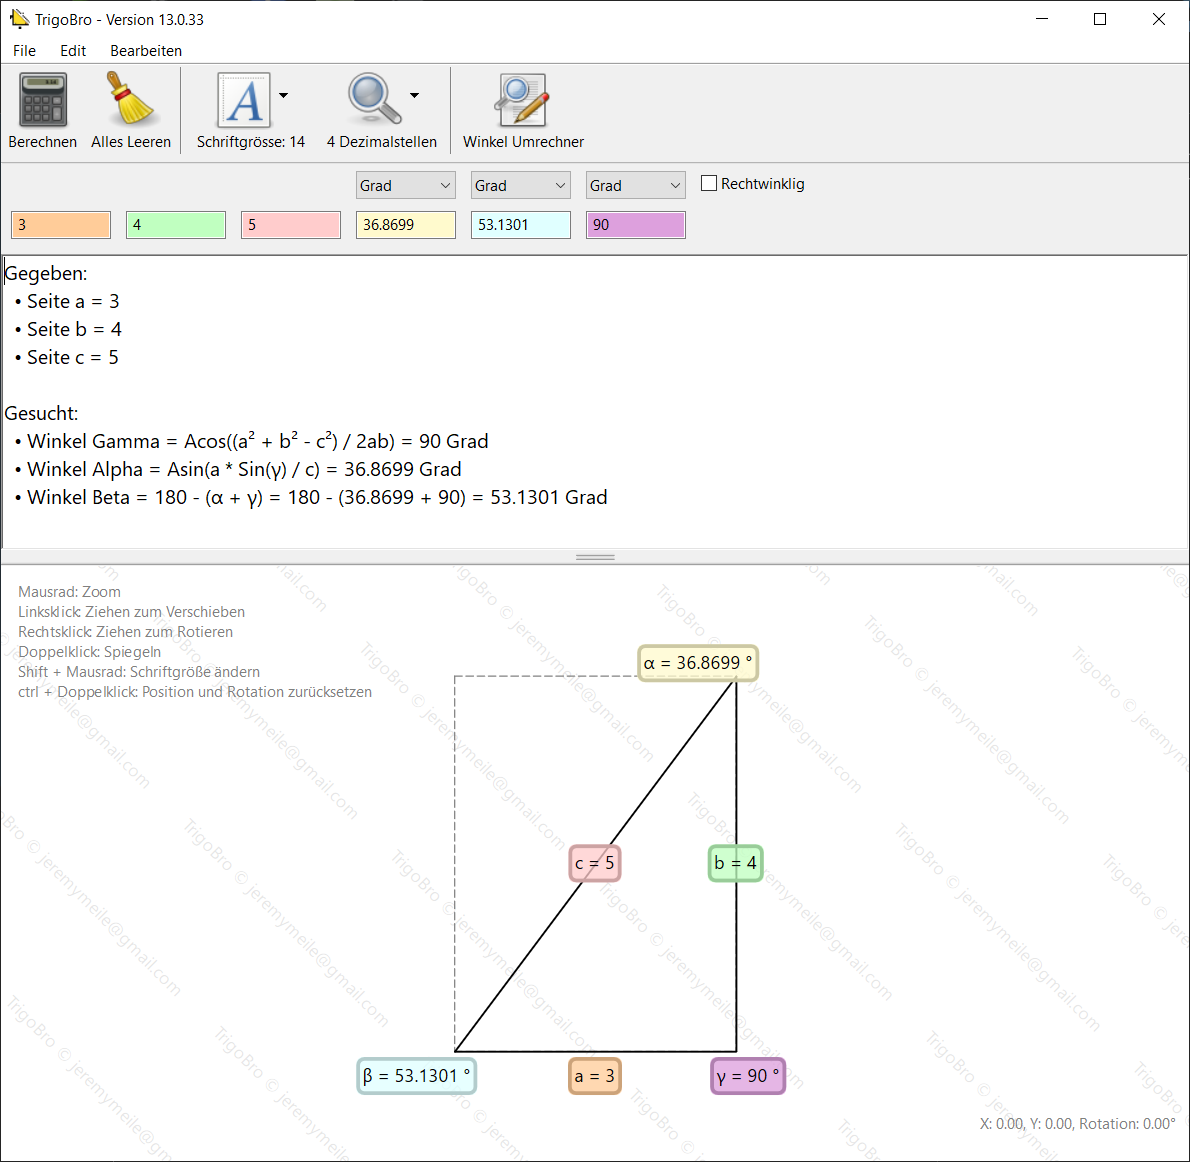 TrigoBro - Version 13.0.33
File Edit Bearbeiten
Berechnen Alles Leeren Schriftgrösse: 14 4 Dezimalstellen Winkel Umrechner
Grad Grad Grad Rechtwinklig
3 4 5 36.8699 53.1301 90
Gegeben:
• Seite a = 3
• Seite b = 4
• Seite c = 5
Gesucht:
• Winkel Gamma = Acos((a² + b² - c²) / 2ab) = 90 Grad
• Winkel Alpha = Asin(a * Sin(γ) / c) = 36.8699 Grad
• Winkel Beta = 180 - (α + γ) = 180 - (36.8699 + 90) = 53.1301 Grad
Mausrad: Zoom
Linksklick: Ziehen zum Verschieben
Rechtsklick: Ziehen zum Rotieren
Doppelklick: Spiegeln
Shift + Mausrad: Schriftgröße ändern
ctrl + Doppelklick: Position und Rotation zurücksetzen
α = 36.8699 °
c = 5
b = 4
β = 53.1301 °
a = 3
γ = 90 °
X: 0.00, Y: 0.00, Rotation: 0.00°
TrigoBro © jeremymeile@gmail.com